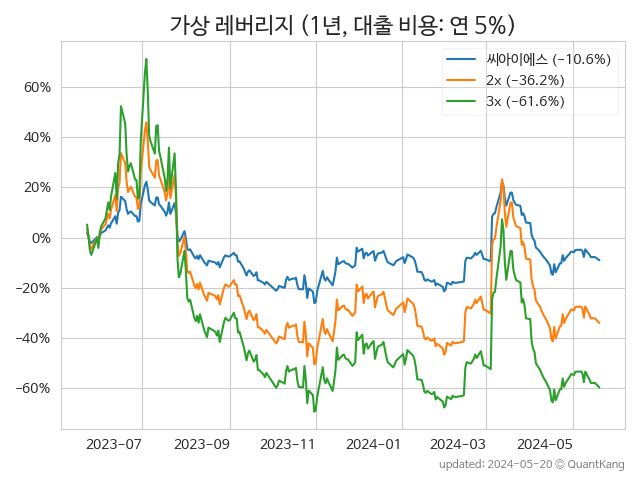 가상 레버리지 (1년, 대출 비용: 연 5%)
씨아이에스 (−10.6%)
2x (−36.2%)
3x (−61.6%)
60%
40%
20%
0%
−20%
−40%
−60%
2023-07
2023-09
2023-11
2024-01
2024-03
2024-05
updated: 2024-05-20 © QuantKang